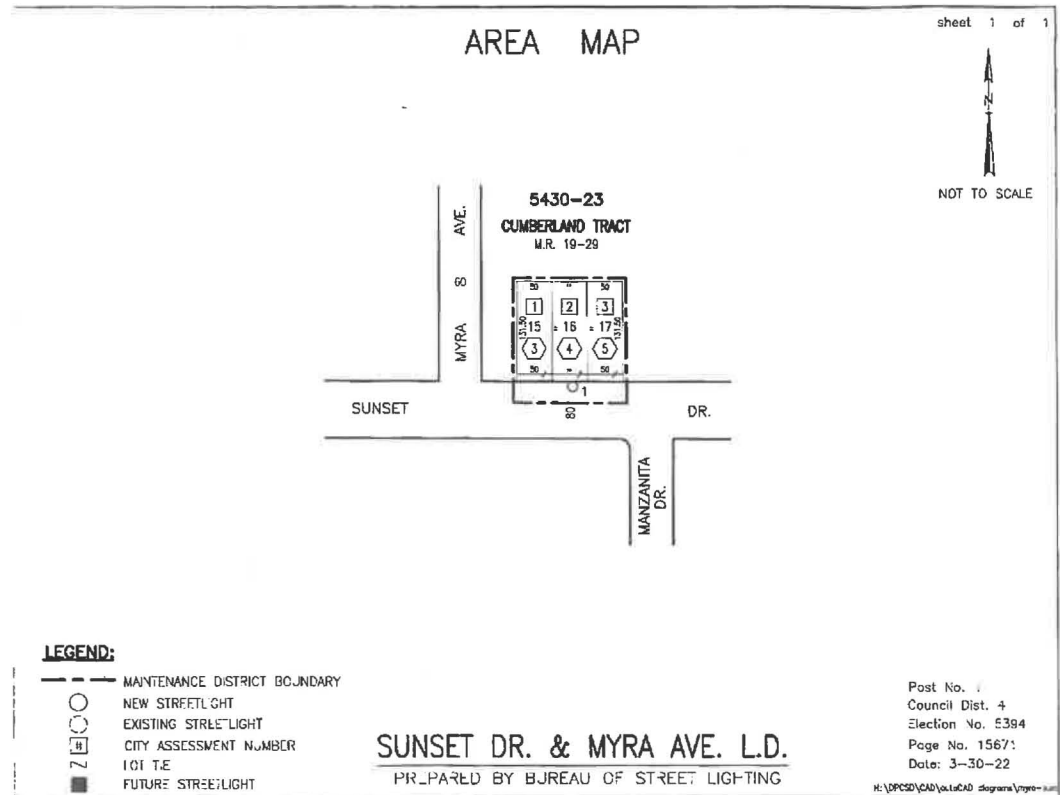 sheet 1 of 1
AREA MAP
N
NOT TO SCALE
5430-23
CUMBERLAND TRACT
M.R. 19-29
MYRA AVE.
60
50 " 50
1 2 3
131.50 15 = 16 = 17 131.50
3 4 5
50 " 50
1
80
SUNSET DR.
MANZANITA
DR.
LEGEND:
MAINTENANCE DISTRICT BOUNDARY
NEW STREETLIGHT
EXISTING STREETLIGHT
# CITY ASSESSMENT NUMBER
LOT TIE
FUTURE STREETLIGHT
SUNSET DR. & MYRA AVE. L.D.
PREPARED BY BUREAU OF STREET LIGHTING
Post No.
Council Dist. 4
Election No. 5394
Page No. 15671
Date: 3-30-22